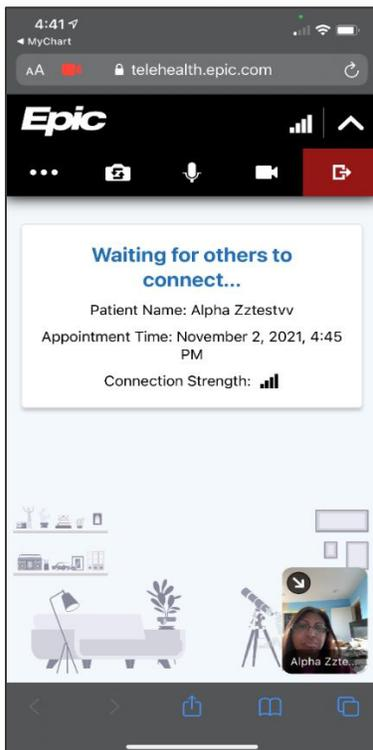 4:41
◀ MyChart
AA telehealth.epic.com
Epic
Waiting for others to
connect...
Patient Name: Alpha Zztestvv
Appointment Time: November 2, 2021, 4:45
PM
Connection Strength:
Alpha Zzte...